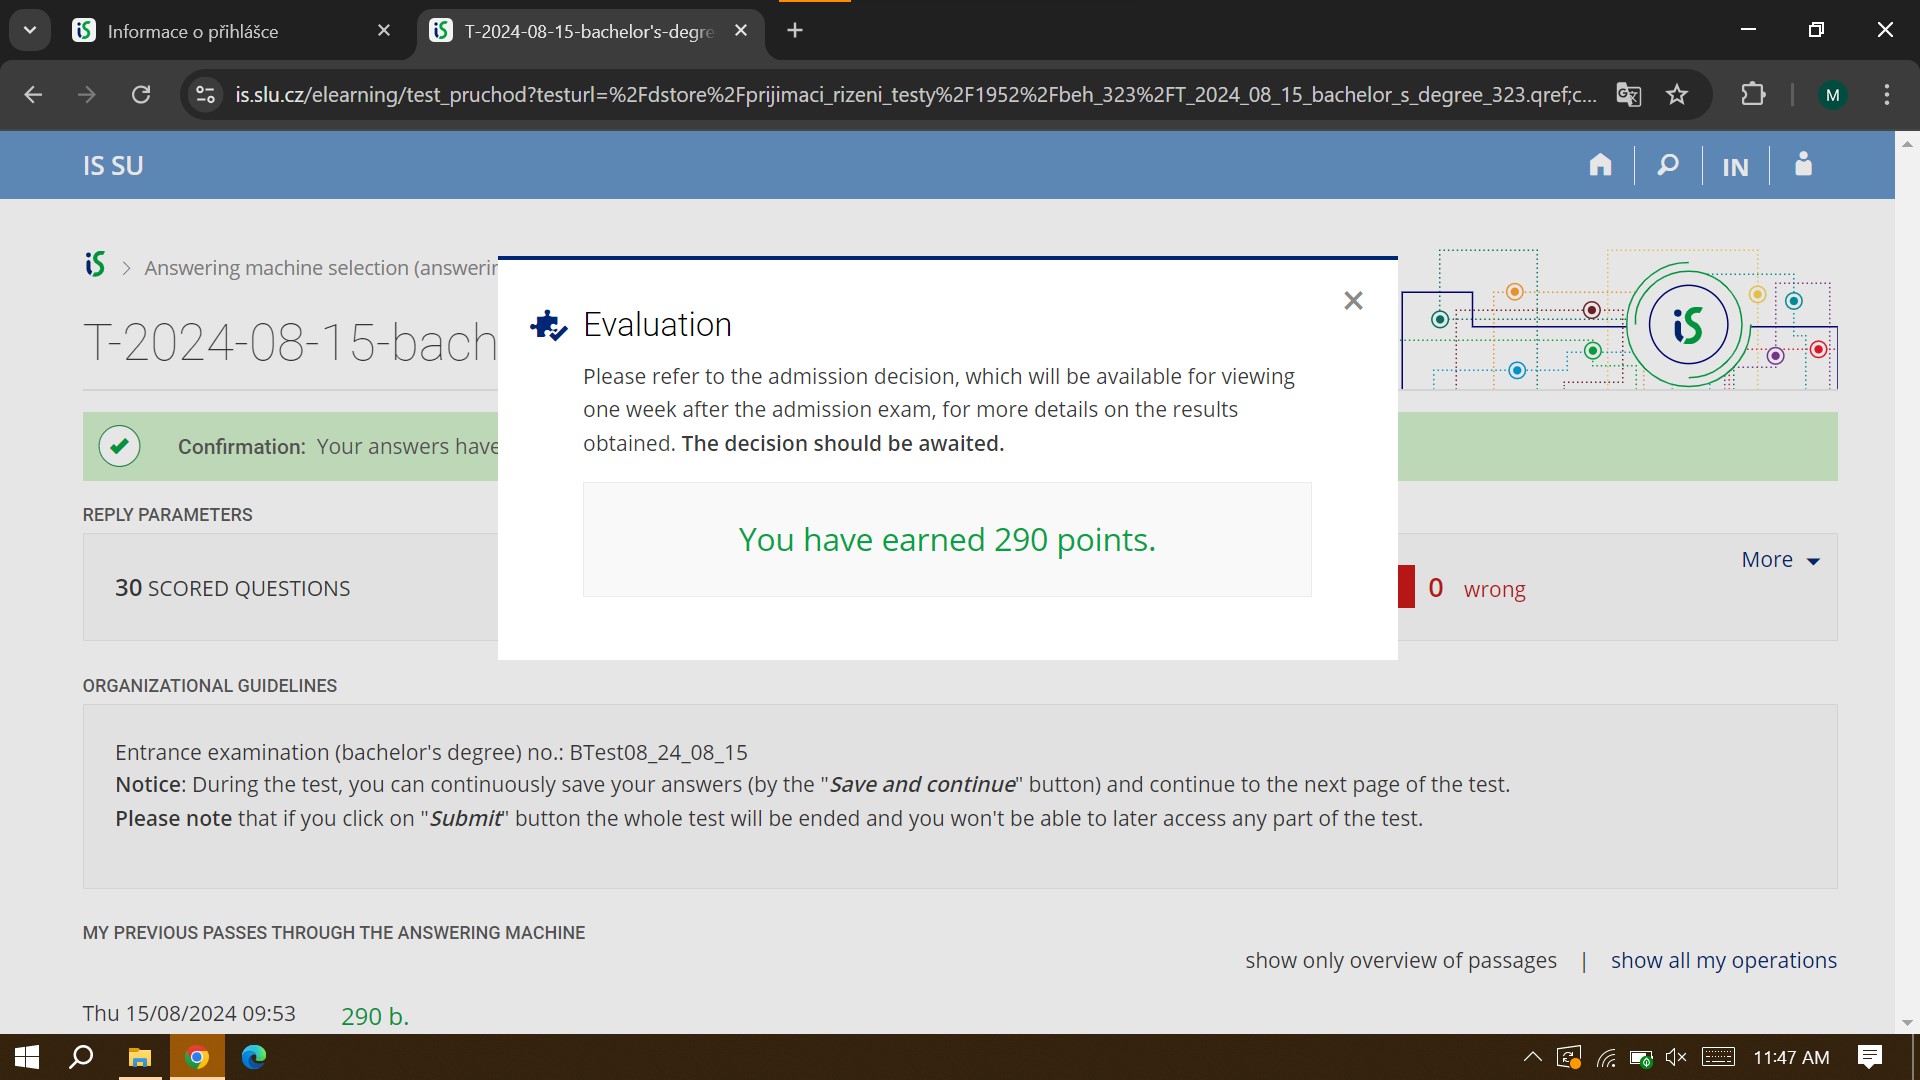 Informace o přihlášce
T-2024-08-15-bachelor's-degre
is.slu.cz/elearning/test_pruchod?testurl=%2Fdstore%2Fprijimaci_rizeni_testy%2F1952%2Fbeh_323%2FT_2024_08_15_bachelor_s_degree_323.qref;c...
M
IS SU
IN
Answering machine selection (answerin
T-2024-08-15-bach
Evaluation
Please refer to the admission decision, which will be available for viewing
one week after the admission exam, for more details on the results
obtained. The decision should be awaited.
You have earned 290 points.
Confirmation: Your answers have
REPLY PARAMETERS
30 SCORED QUESTIONS
0 wrong
More
ORGANIZATIONAL GUIDELINES
Entrance examination (bachelor's degree) no.: BTest08_24_08_15
Notice: During the test, you can continuously save your answers (by the "Save and continue" button) and continue to the next page of the test.
Please note that if you click on "Submit" button the whole test will be ended and you won't be able to later access any part of the test.
MY PREVIOUS PASSES THROUGH THE ANSWERING MACHINE
show only overview of passages | show all my operations
Thu 15/08/2024 09:53 290 b.
11:47 AM